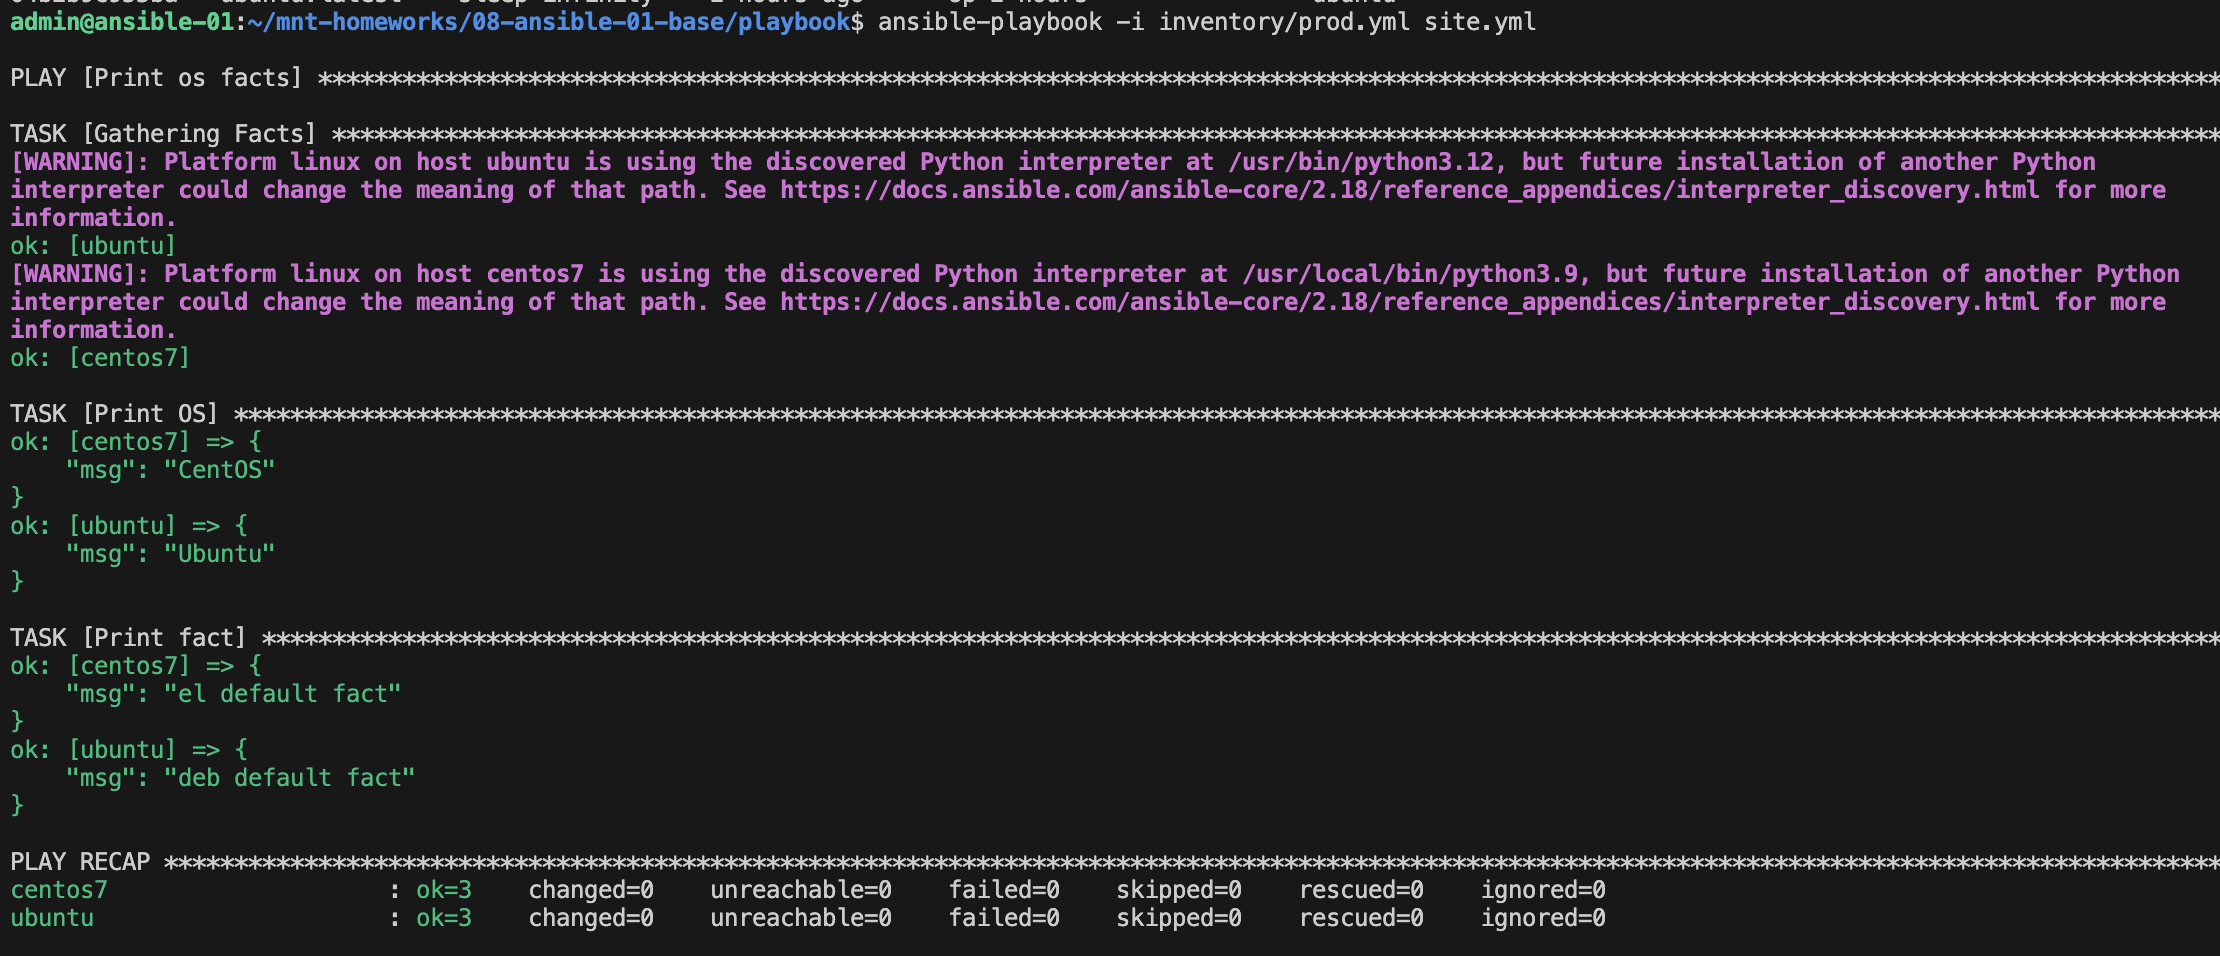 admin@ansible-01:~/mnt-homeworks/08-ansible-01-base/playbook$ ansible-playbook -i inventory/prod.yml site.yml
PLAY [Print os facts] ****************************************************************************************************************************************
TASK [Gathering Facts] ***************************************************************************************************************************************
[WARNING]: Platform linux on host ubuntu is using the discovered Python interpreter at /usr/bin/python3.12, but future installation of another Python
interpreter could change the meaning of that path. See https://docs.ansible.com/ansible-core/2.18/reference_appendices/interpreter_discovery.html for more
information.
ok: [ubuntu]
[WARNING]: Platform linux on host centos7 is using the discovered Python interpreter at /usr/local/bin/python3.9, but future installation of another Python
interpreter could change the meaning of that path. See https://docs.ansible.com/ansible-core/2.18/reference_appendices/interpreter_discovery.html for more
information.
ok: [centos7]
TASK [Print OS] **********************************************************************************************************************************************
ok: [centos7] => {
    "msg": "CentOS"
}
ok: [ubuntu] => {
    "msg": "Ubuntu"
}
TASK [Print fact] ********************************************************************************************************************************************
ok: [centos7] => {
    "msg": "el default fact"
}
ok: [ubuntu] => {
    "msg": "deb default fact"
}
PLAY RECAP ***************************************************************************************************************************************************
centos7                    : ok=3    changed=0    unreachable=0    failed=0    skipped=0    rescued=0    ignored=0
ubuntu                     : ok=3    changed=0    unreachable=0    failed=0    skipped=0    rescued=0    ignored=0